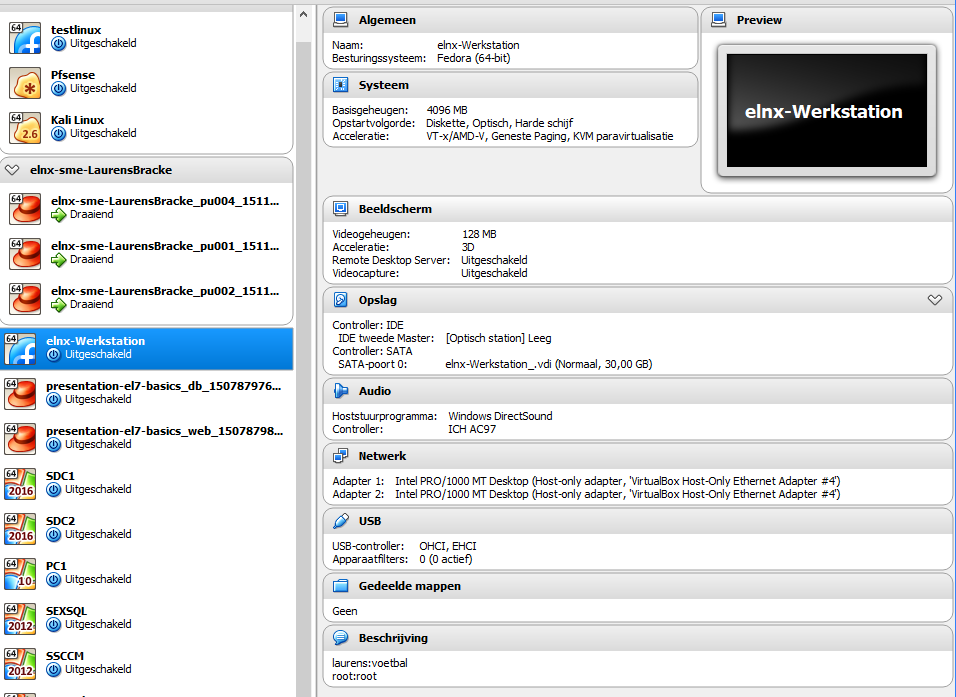 64
testlinux
Uitgeschakeld
Pfsense
Uitgeschakeld
64
2.6
Kali Linux
Uitgeschakeld
elnx-sme-LaurensBracke
64
elnx-sme-LaurensBracke_pu004_1511...
Draaiend
64
elnx-sme-LaurensBracke_pu001_1511...
Draaiend
64
elnx-sme-LaurensBracke_pu002_1511...
Draaiend
64
elnx-Werkstation
Uitgeschakeld
64
presentation-el7-basics_db_150787976...
Uitgeschakeld
64
presentation-el7-basics_web_15078798...
Uitgeschakeld
64
2016
SDC1
Uitgeschakeld
64
2016
SDC2
Uitgeschakeld
64
10
PC1
Uitgeschakeld
64
2012
SEXSQL
Uitgeschakeld
64
2012
SSCCM
Uitgeschakeld
Algemeen
Naam: elnx-Werkstation
Besturingssysteem: Fedora (64-bit)
Systeem
Basisgeheugen: 4096 MB
Opstartvolgorde: Diskette, Optisch, Harde schijf
Acceleratie: VT-x/AMD-V, Geneste Paging, KVM paravirtualisatie
Preview
elnx-Werkstation
Beeldscherm
Videogeheugen: 128 MB
Acceleratie: 3D
Remote Desktop Server: Uitgeschakeld
Videocapture: Uitgeschakeld
Opslag
Controller: IDE
IDE tweede Master: [Optisch station] Leeg
Controller: SATA
SATA-poort 0: elnx-Werkstation_.vdi (Normaal, 30,00 GB)
Audio
Hoststuurprogramma: Windows DirectSound
Controller: ICH AC97
Netwerk
Adapter 1: Intel PRO/1000 MT Desktop (Host-only adapter, 'VirtualBox Host-Only Ethernet Adapter #4')
Adapter 2: Intel PRO/1000 MT Desktop (Host-only adapter, 'VirtualBox Host-Only Ethernet Adapter #4')
USB
USB-controller: OHCI, EHCI
Apparaatfilters: 0 (0 actief)
Gedeelde mappen
Geen
Beschrijving
laurens:voetbal
root:root